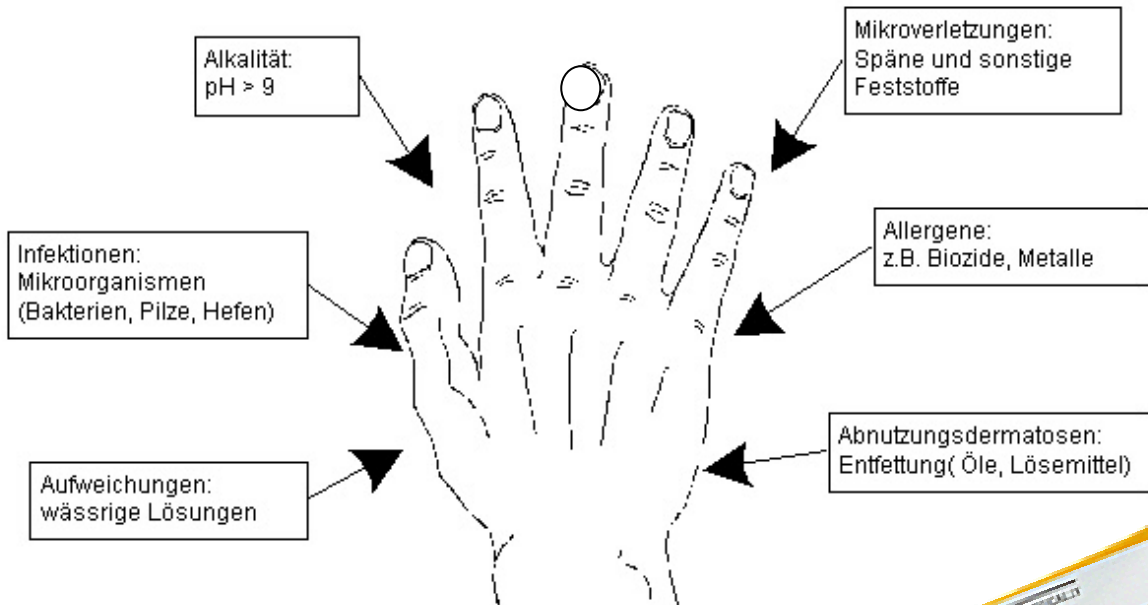 Alkalität:
pH > 9
Mikroverletzungen:
Späne und sonstige
Feststoffe
Infektionen:
Mikroorganismen
(Bakterien, Pilze, Hefen)
Allergene:
z.B. Biozide, Metalle
Aufweichungen:
wässrige Lösungen
Abnutzungsdermatosen:
Entfettung( Öle, Lösemittel)